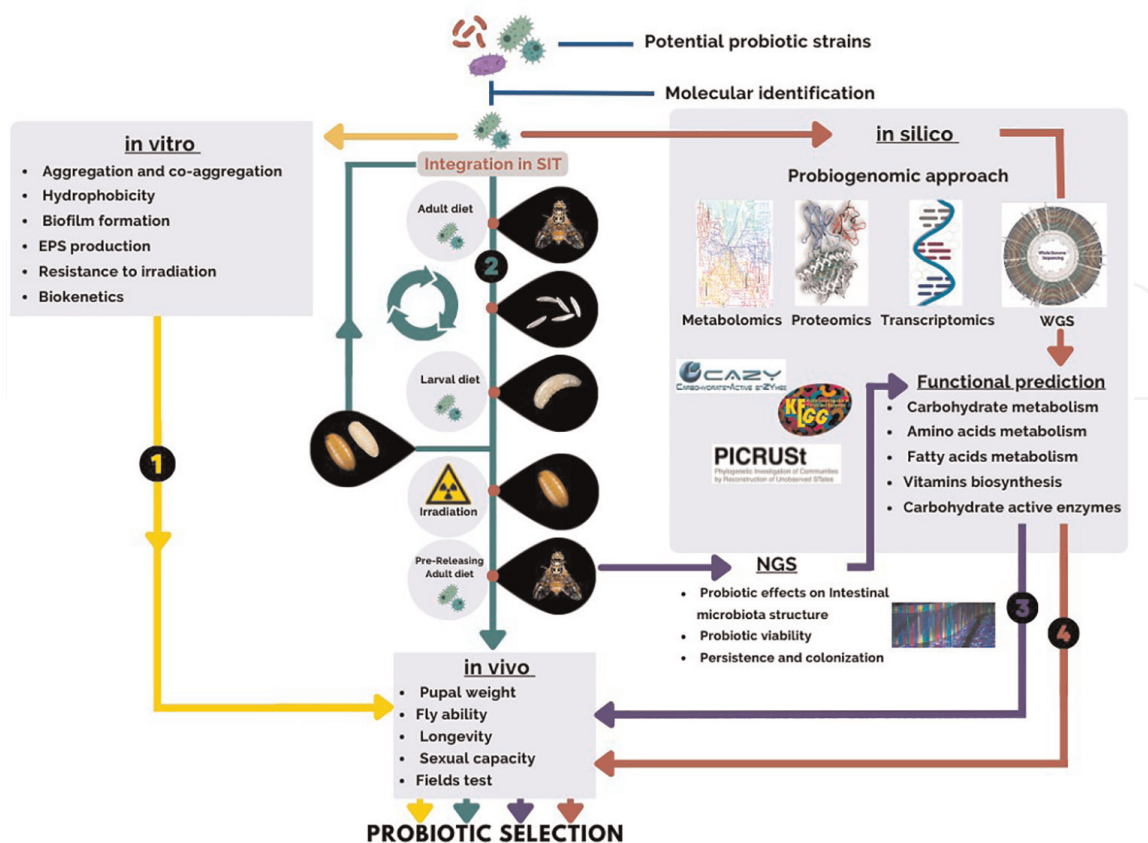 Potential probiotic strains
Molecular identification
in vitro
Aggregation and co-aggregation
Hydrophobicity
Biofilm formation
EPS production
Resistance to irradiation
Biokenetics
1
Integration in SIT
Adult diet
2
Larval diet
Irradiation
Pre-Releasing
Adult diet
in silico
Probiogenomic approach
Metabolomics
Proteomics
Transcriptomics
Whole Genome
Sequencing
WGS
CAZY
CARBOHYDRATE-ACTIVE ENZYMES
KEGG
PICRUSt
Phylogenetic Investigation of Communities
by Reconstruction of Unobserved STates
Functional prediction
Carbohydrate metabolism
Amino acids metabolism
Fatty acids metabolism
Vitamins biosynthesis
Carbohydrate active enzymes
NGS
Probiotic effects on Intestinal
microbiota structure
Probiotic viability
Persistence and colonization
3
4
in vivo
Pupal weight
Fly ability
Longevity
Sexual capacity
Fields test
PROBIOTIC SELECTION